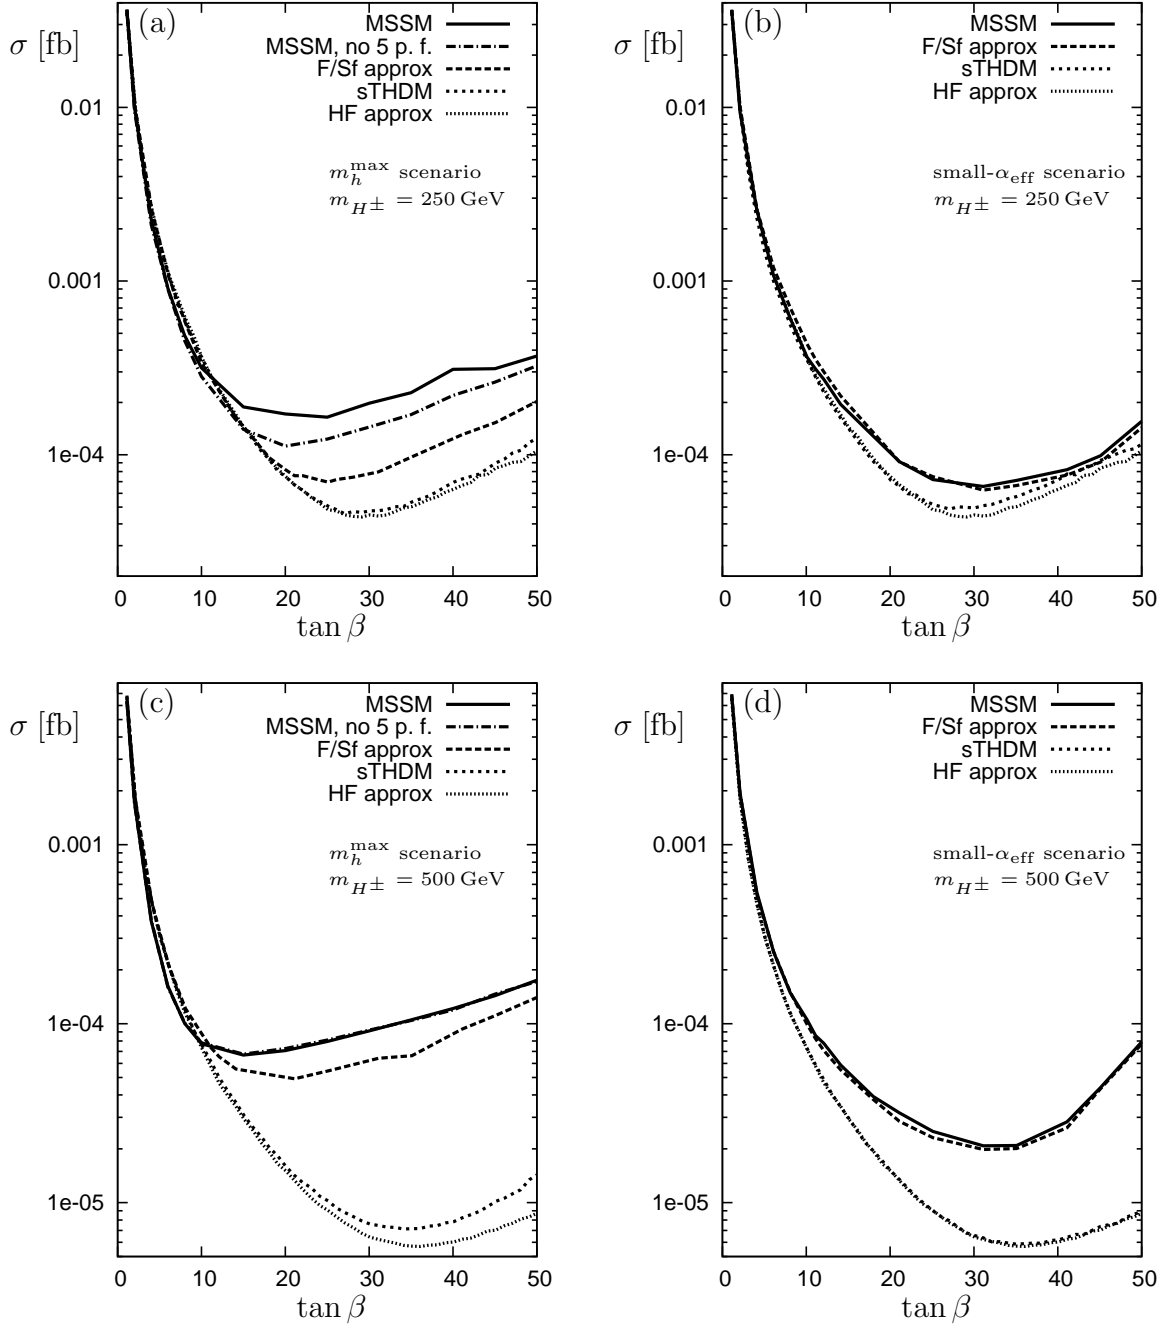 (a)
σ [fb]
MSSM
MSSM, no 5 p. f.
F/Sf approx
sTHDM
HF approx
m_h^max scenario
m_H± = 250 GeV
0.01
0.001
1e-04
0 10 20 30 40 50
tan β
(b)
σ [fb]
MSSM
F/Sf approx
sTHDM
HF approx
small-α_eff scenario
m_H± = 250 GeV
0.01
0.001
1e-04
0 10 20 30 40 50
tan β
(c)
σ [fb]
MSSM
MSSM, no 5 p. f.
F/Sf approx
sTHDM
HF approx
m_h^max scenario
m_H± = 500 GeV
0.001
1e-04
1e-05
0 10 20 30 40 50
tan β
(d)
σ [fb]
MSSM
F/Sf approx
sTHDM
HF approx
small-α_eff scenario
m_H± = 500 GeV
0.001
1e-04
1e-05
0 10 20 30 40 50
tan β